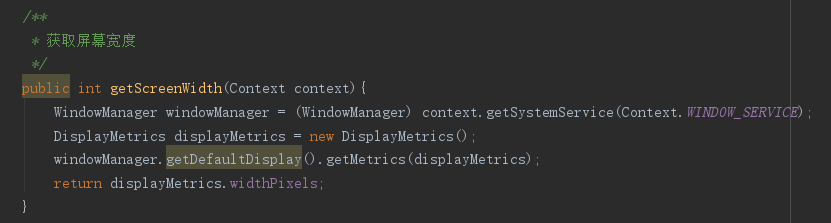 /**
 * 获取屏幕宽度
 */
public int getScreenWidth(Context context){
    WindowManager windowManager = (WindowManager) context.getSystemService(Context.WINDOW_SERVICE);
    DisplayMetrics displayMetrics = new DisplayMetrics();
    windowManager.getDefaultDisplay().getMetrics(displayMetrics);
    return displayMetrics.widthPixels;
}